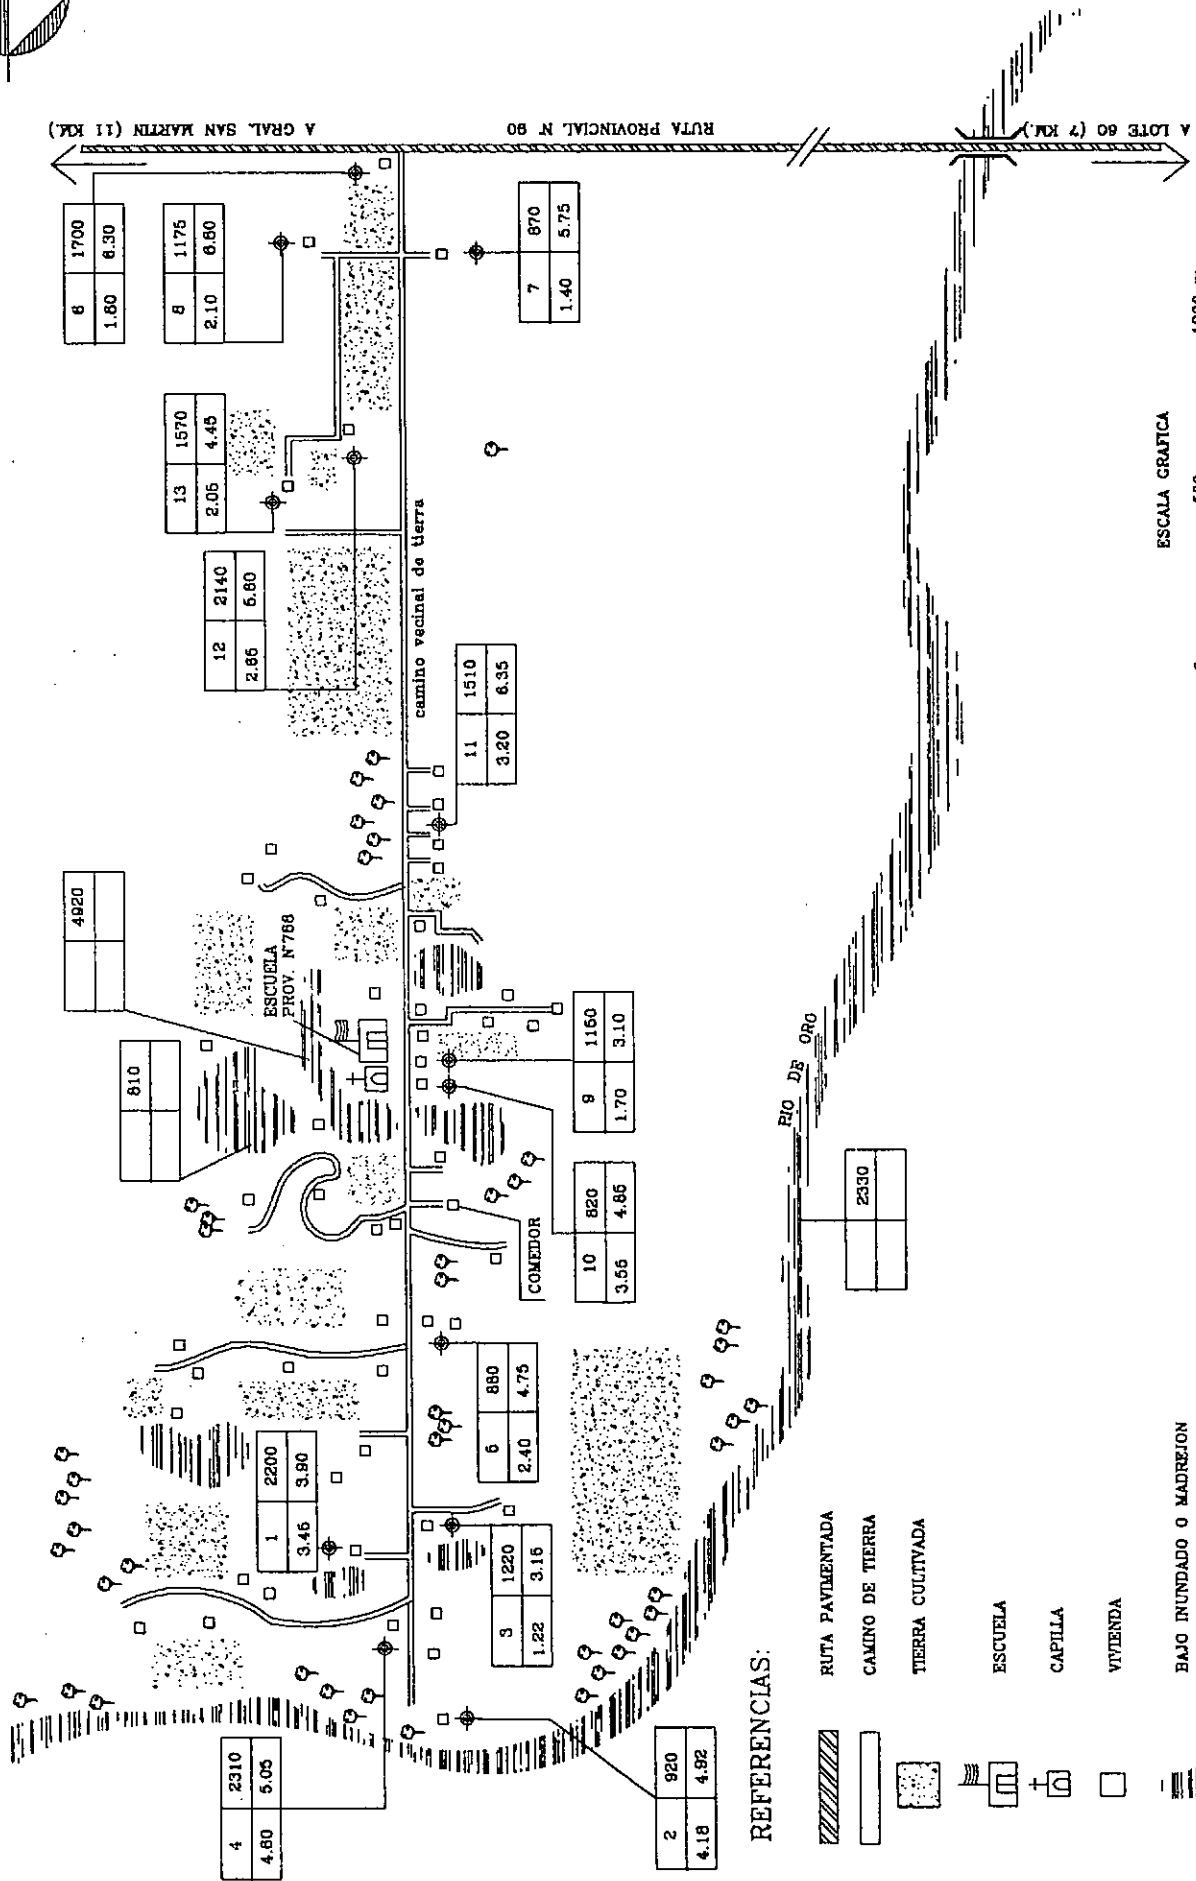 A GRAL. SAN MARTIN (11 KM.)
RUTA PROVINCIAL N 90
A LOTE 60 (7 KM.)
6 1700
1.80 6.30
8 1175
2.10 6.80
7 870
1.40 5.75
13 1570
2.05 4.45
12 2140
2.85 5.80
camino vecinal de tierra
11 1510
3.20 6.35
4920
810
ESCUELA
PROV. N°788
9 1160
1.70 3.10
10 820
3.55 4.85
COMEDOR
RIO DE ORO
2330
1 2200
3.45 3.90
5 880
2.40 4.75
3 1220
1.22 3.15
4 2310
4.80 5.05
2 920
4.18 4.92
ESCALA GRAFICA
REFERENCIAS:
RUTA PAVIMENTADA
CAMINO DE TIERRA
TIERRA CULTIVADA
ESCUELA
CAPILLA
VIVIENDA
BAJO INUNDADO O MADREJON